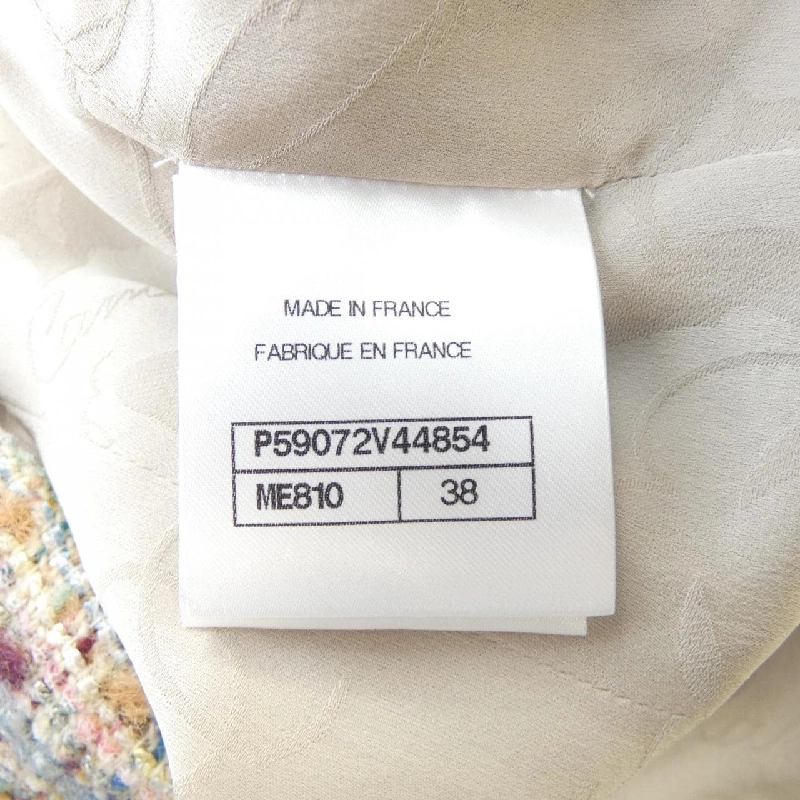 MADE IN FRANCE
FABRIQUE EN FRANCE
P59072V44854
ME810 38